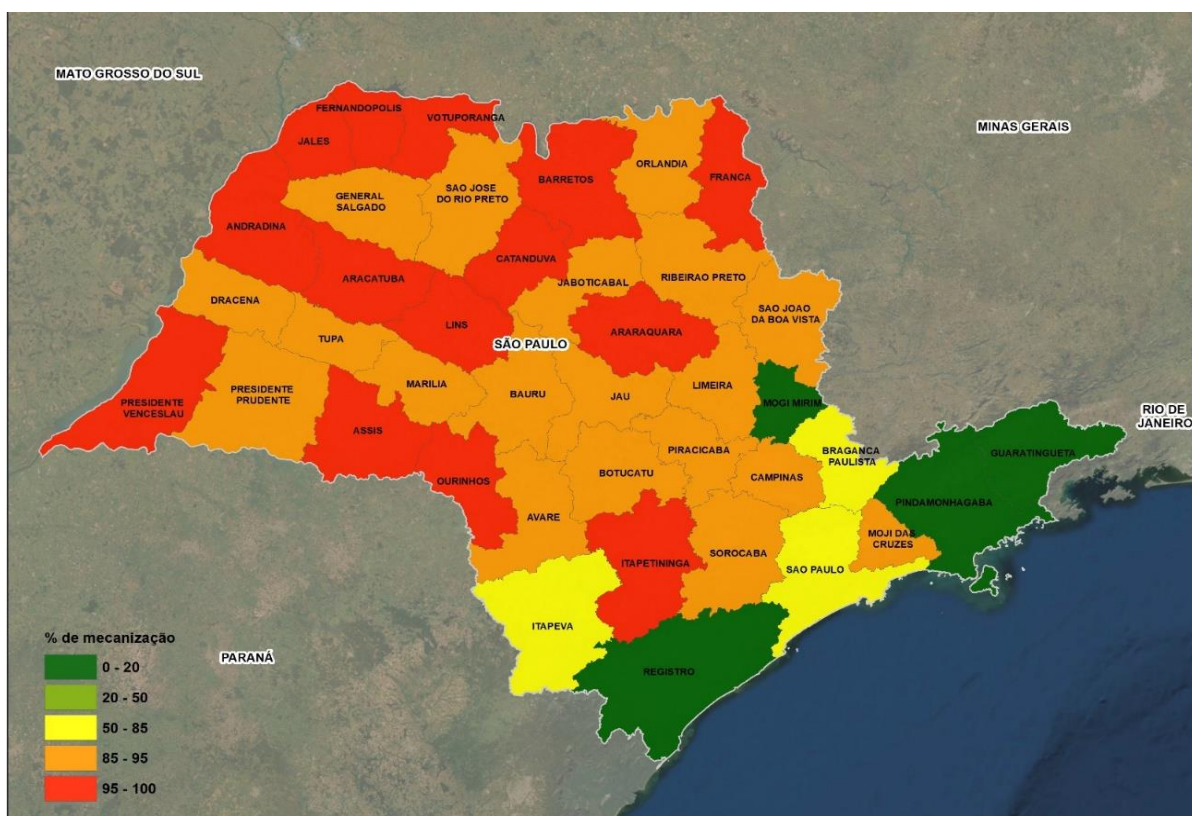 MATO GROSSO DO SUL
MINAS GERAIS
FERNANDOPOLIS
VOTUPORANGA
JALES
ORLANDIA
BARRETOS
FRANCA
SAO JOSE
DO RIO PRETO
GENERAL
SALGADO
ANDRADINA
CATANDUVA
ARACATUBA
JABOTICABAL
RIBEIRAO PRETO
DRACENA
SAO JOAO
DA BOA VISTA
LINS
ARARAQUARA
TUPA
SÃO PAULO
MARILIA
LIMEIRA
PRESIDENTE
PRUDENTE
BAURU
JAU
PRESIDENTE
VENCESLAU
MOGI MIRIM
RIO DE
JANEIRO
ASSIS
BRAGANCA
PAULISTA
GUARATINGUETA
PIRACICABA
OURINHOS
BOTUCATU
CAMPINAS
PINDAMONHAGABA
AVARE
MOJI DAS
CRUZES
SOROCABA
ITAPETININGA
SAO PAULO
ITAPEVA
% de mecanização
PARANÁ
REGISTRO
0 - 20
20 - 50
50 - 85
85 - 95
95 - 100